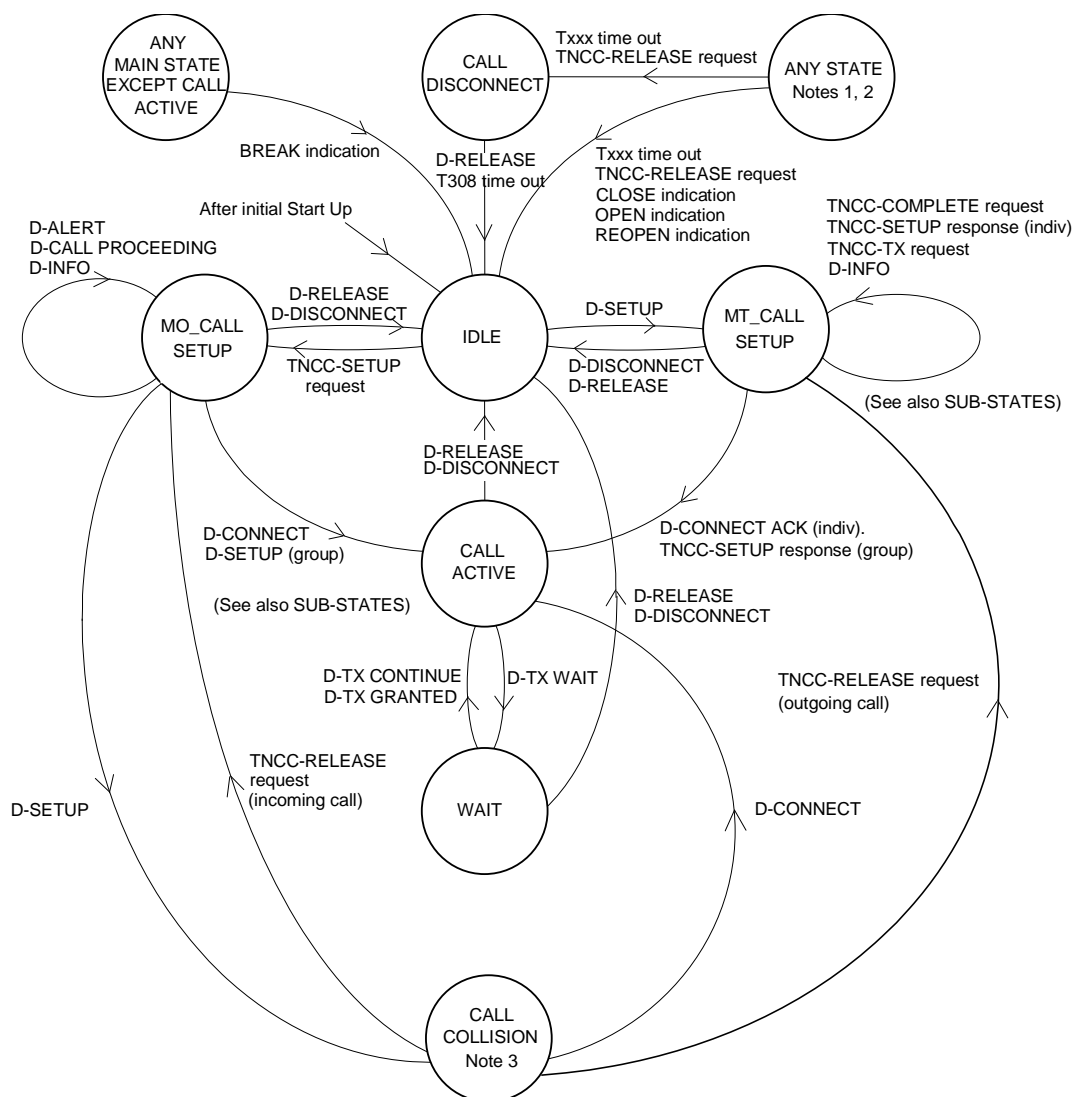 ANY
MAIN STATE
EXCEPT CALL
ACTIVE
CALL
DISCONNECT
Txxx time out
TNCC-RELEASE request
ANY STATE
Notes 1, 2
BREAK indication
D-RELEASE
T308 time out
Txxx time out
TNCC-RELEASE request
CLOSE indication
OPEN indication
REOPEN indication
After initial Start Up
D-ALERT
D-CALL PROCEEDING
D-INFO
TNCC-COMPLETE request
TNCC-SETUP response (indiv)
TNCC-TX request
D-INFO
MO_CALL
SETUP
D-RELEASE
D-DISCONNECT
TNCC-SETUP
request
IDLE
D-SETUP
D-DISCONNECT
D-RELEASE
MT_CALL
SETUP
(See also SUB-STATES)
D-RELEASE
D-DISCONNECT
D-CONNECT
D-SETUP (group)
CALL
ACTIVE
D-CONNECT ACK (indiv).
TNCC-SETUP response (group)
(See also SUB-STATES)
D-RELEASE
D-DISCONNECT
D-TX CONTINUE
D-TX GRANTED
D-TX WAIT
TNCC-RELEASE request
(outgoing call)
TNCC-RELEASE
request
(incoming call)
WAIT
D-SETUP
D-CONNECT
CALL
COLLISION
Note 3